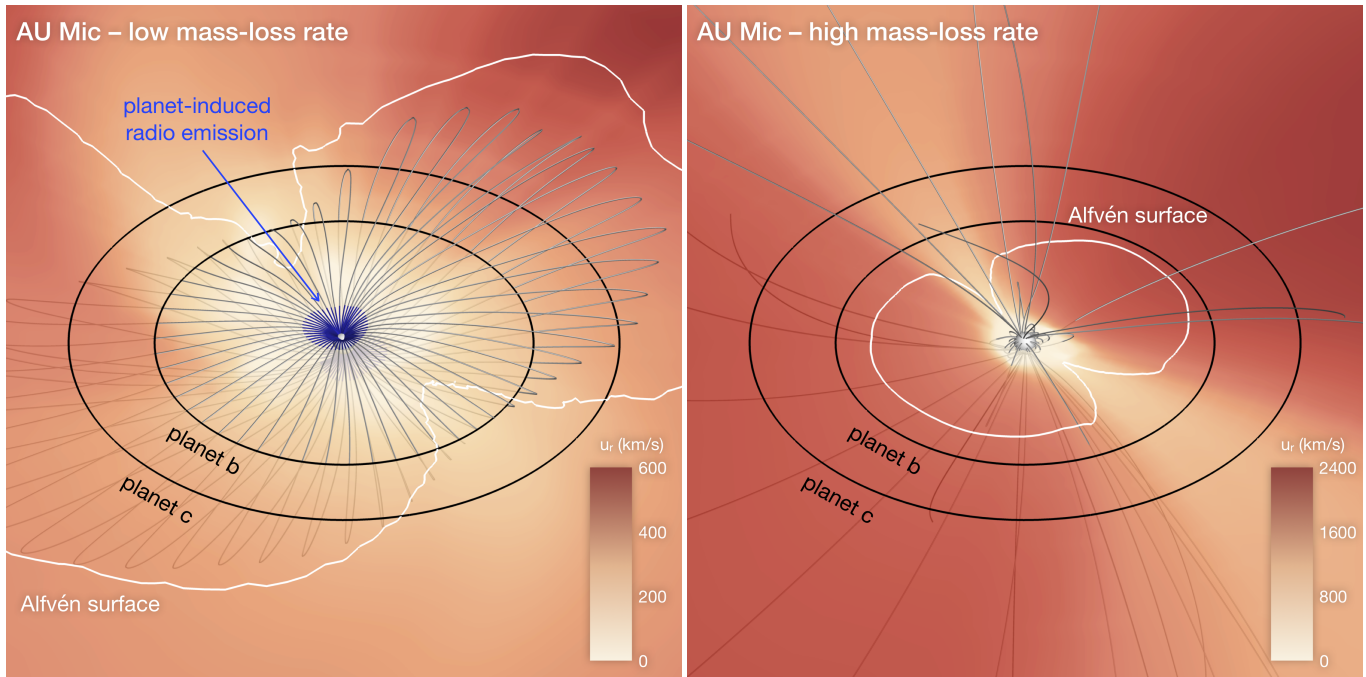 AU Mic – low mass-loss rate
planet-induced
radio emission
planet b
planet c
Alfvén surface
uᵣ (km/s)
600
400
200
0
AU Mic – high mass-loss rate
Alfvén surface
planet b
planet c
uᵣ (km/s)
2400
1600
800
0